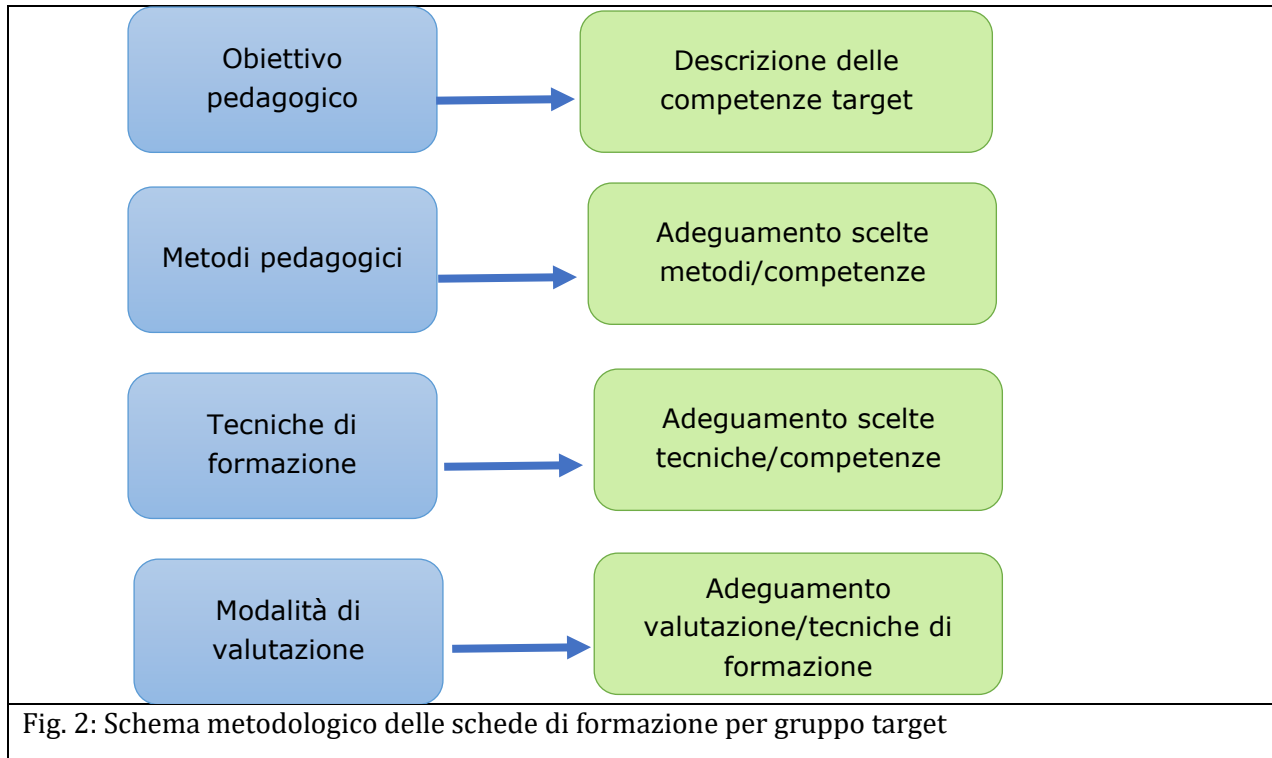 Obiettivo
pedagogico
Descrizione delle
competenze target
Metodi pedagogici
Adeguamento scelte
metodi/competenze
Tecniche di
formazione
Adeguamento scelte
tecniche/competenze
Modalità di
valutazione
Adeguamento
valutazione/tecniche di
formazione
Fig. 2: Schema metodologico delle schede di formazione per gruppo target